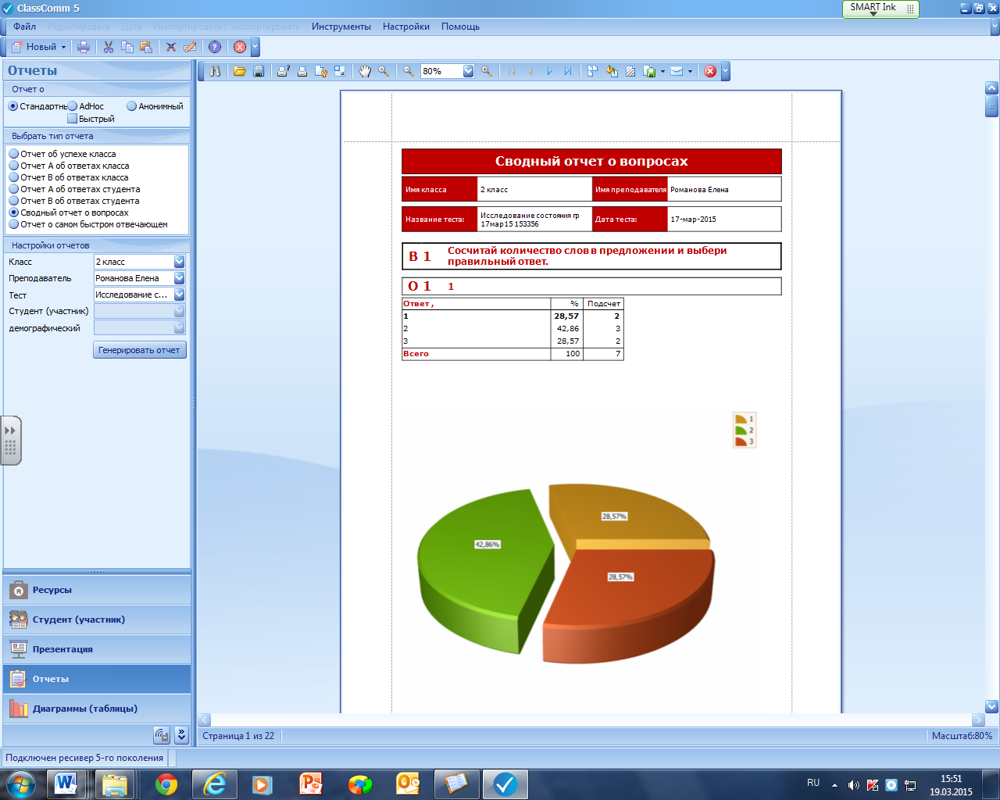 ClassComm 5
SMART Ink
Файл Редактировать Дата Импортировать / Экспортировать Инструменты Настройки Помощь
Новый
Отчеты
80%
Отчет о
Стандартнь AdHoc Анонимный
Быстрый
Выбрать тип отчета
Отчет об успехе класса
Отчет A об ответах класса
Отчет B об ответах класса
Отчет A об ответах студента
Отчет B об ответах студента
Сводный отчет о вопросах
Отчет о самом быстром отвечающем
Настройки отчетов
Класс 2 класс
Преподаватель Романова Елена
Тест Исследование с...
Студент (участник)
демографический
Генерировать отчет
Сводный отчет о вопросах
Имя класса 2 класс Имя преподавателя Романова Елена
Название теста: Исследование состояния гр
17мар15 153356 Дата теста: 17-мар-2015
В 1 Сосчитай количество слов в предложении и выбери
правильный ответ.
О 1 1
Ответ , % Подсчет
1 28,57 2
2 42,86 3
3 28,57 2
Всего 100 7
1
2
3
28,57%
42,86%
28,57%
Ресурсы
Студент (участник)
Презентация
Отчеты
Диаграммы (таблицы)
Страница 1 из 22 Масштаб:80%
Подключен ресивер 5-го поколения
RU 15:51
19.03.2015